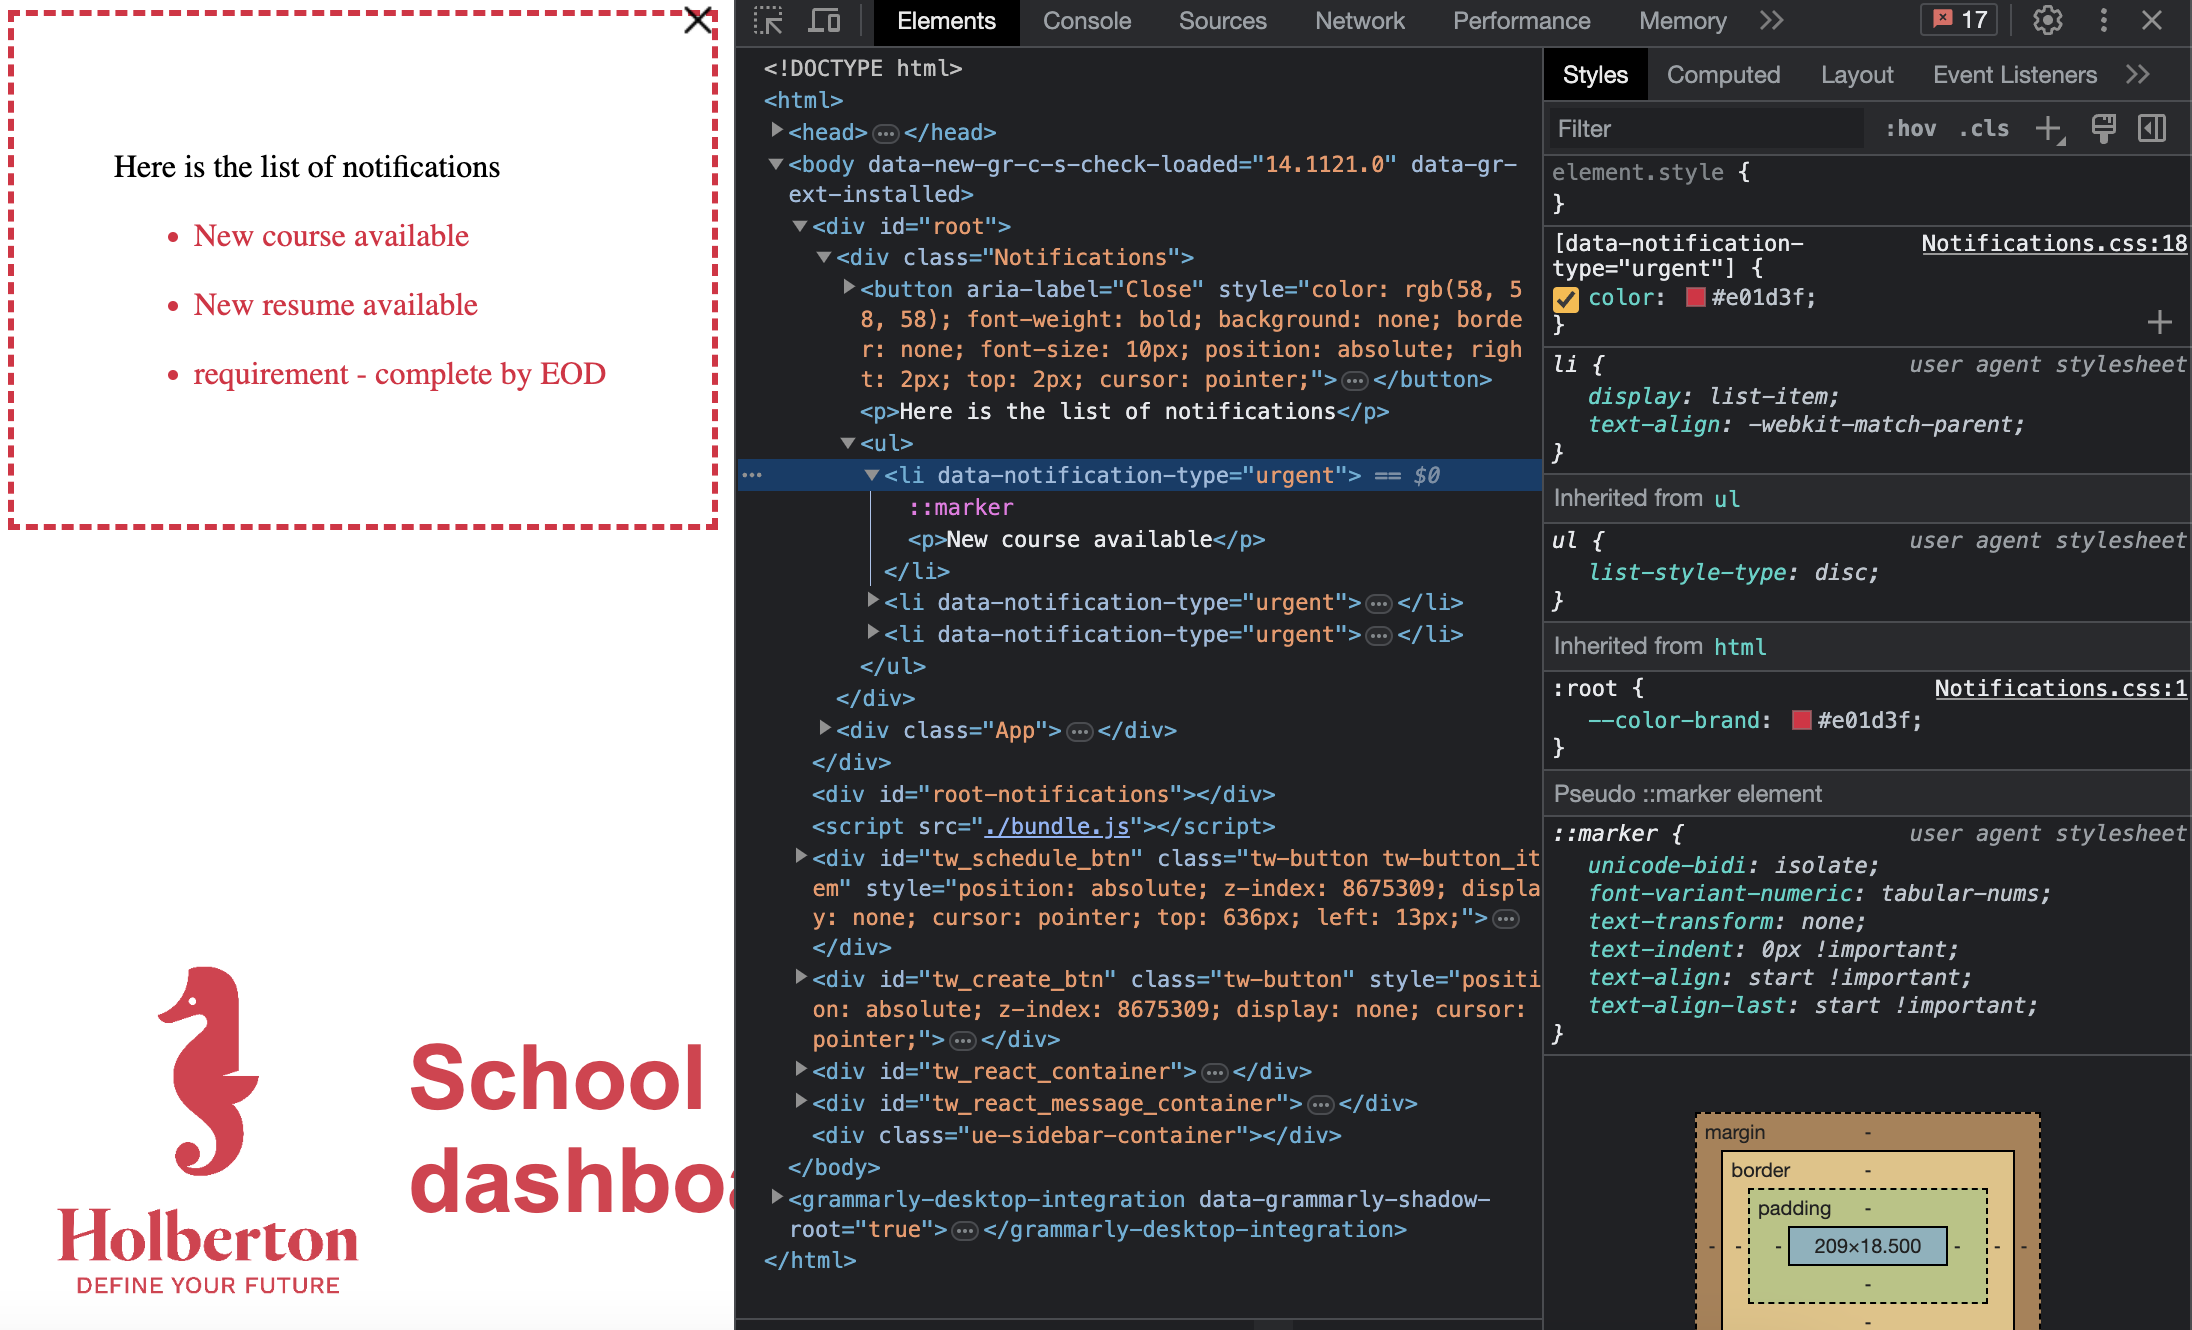 Here is the list of notifications
• New course available
• New resume available
• requirement - complete by EOD
Holberton
DEFINE YOUR FUTURE
School
dashboa
Elements Console Sources Network Performance Memory 17
<!DOCTYPE html>
<html>
<head>…</head>
<body data-new-gr-c-s-check-loaded="14.1121.0" data-gr-
ext-installed>
<div id="root">
<div class="Notifications">
<button aria-label="Close" style="color: rgb(58, 5
8, 58); font-weight: bold; background: none; borde
r: none; font-size: 10px; position: absolute; righ
t: 2px; top: 2px; cursor: pointer;">…</button>
<p>Here is the list of notifications</p>
<ul>
<li data-notification-type="urgent"> == $0
::marker
<p>New course available</p>
</li>
<li data-notification-type="urgent">…</li>
<li data-notification-type="urgent">…</li>
</ul>
</div>
<div class="App">…</div>
</div>
<div id="root-notifications"></div>
<script src="./bundle.js"></script>
<div id="tw_schedule_btn" class="tw-button tw-button_it
em" style="position: absolute; z-index: 8675309; displa
y: none; cursor: pointer; top: 636px; left: 13px;">…
</div>
<div id="tw_create_btn" class="tw-button" style="positi
on: absolute; z-index: 8675309; display: none; cursor:
pointer;">…</div>
<div id="tw_react_container">…</div>
<div id="tw_react_message_container">…</div>
<div class="ue-sidebar-container"></div>
</body>
<grammarly-desktop-integration data-grammarly-shadow-
root="true">…</grammarly-desktop-integration>
</html>
Styles Computed Layout Event Listeners
Filter :hov .cls
element.style {
}
[data-notification- Notifications.css:18
type="urgent"] {
color: #e01d3f;
}
li { user agent stylesheet
display: list-item;
text-align: -webkit-match-parent;
}
Inherited from ul
ul { user agent stylesheet
list-style-type: disc;
}
Inherited from html
:root { Notifications.css:1
--color-brand: #e01d3f;
}
Pseudo ::marker element
::marker { user agent stylesheet
unicode-bidi: isolate;
font-variant-numeric: tabular-nums;
text-transform: none;
text-indent: 0px !important;
text-align: start !important;
text-align-last: start !important;
}
margin -
border -
padding -
- - - 209×18.500 - - -
-
-